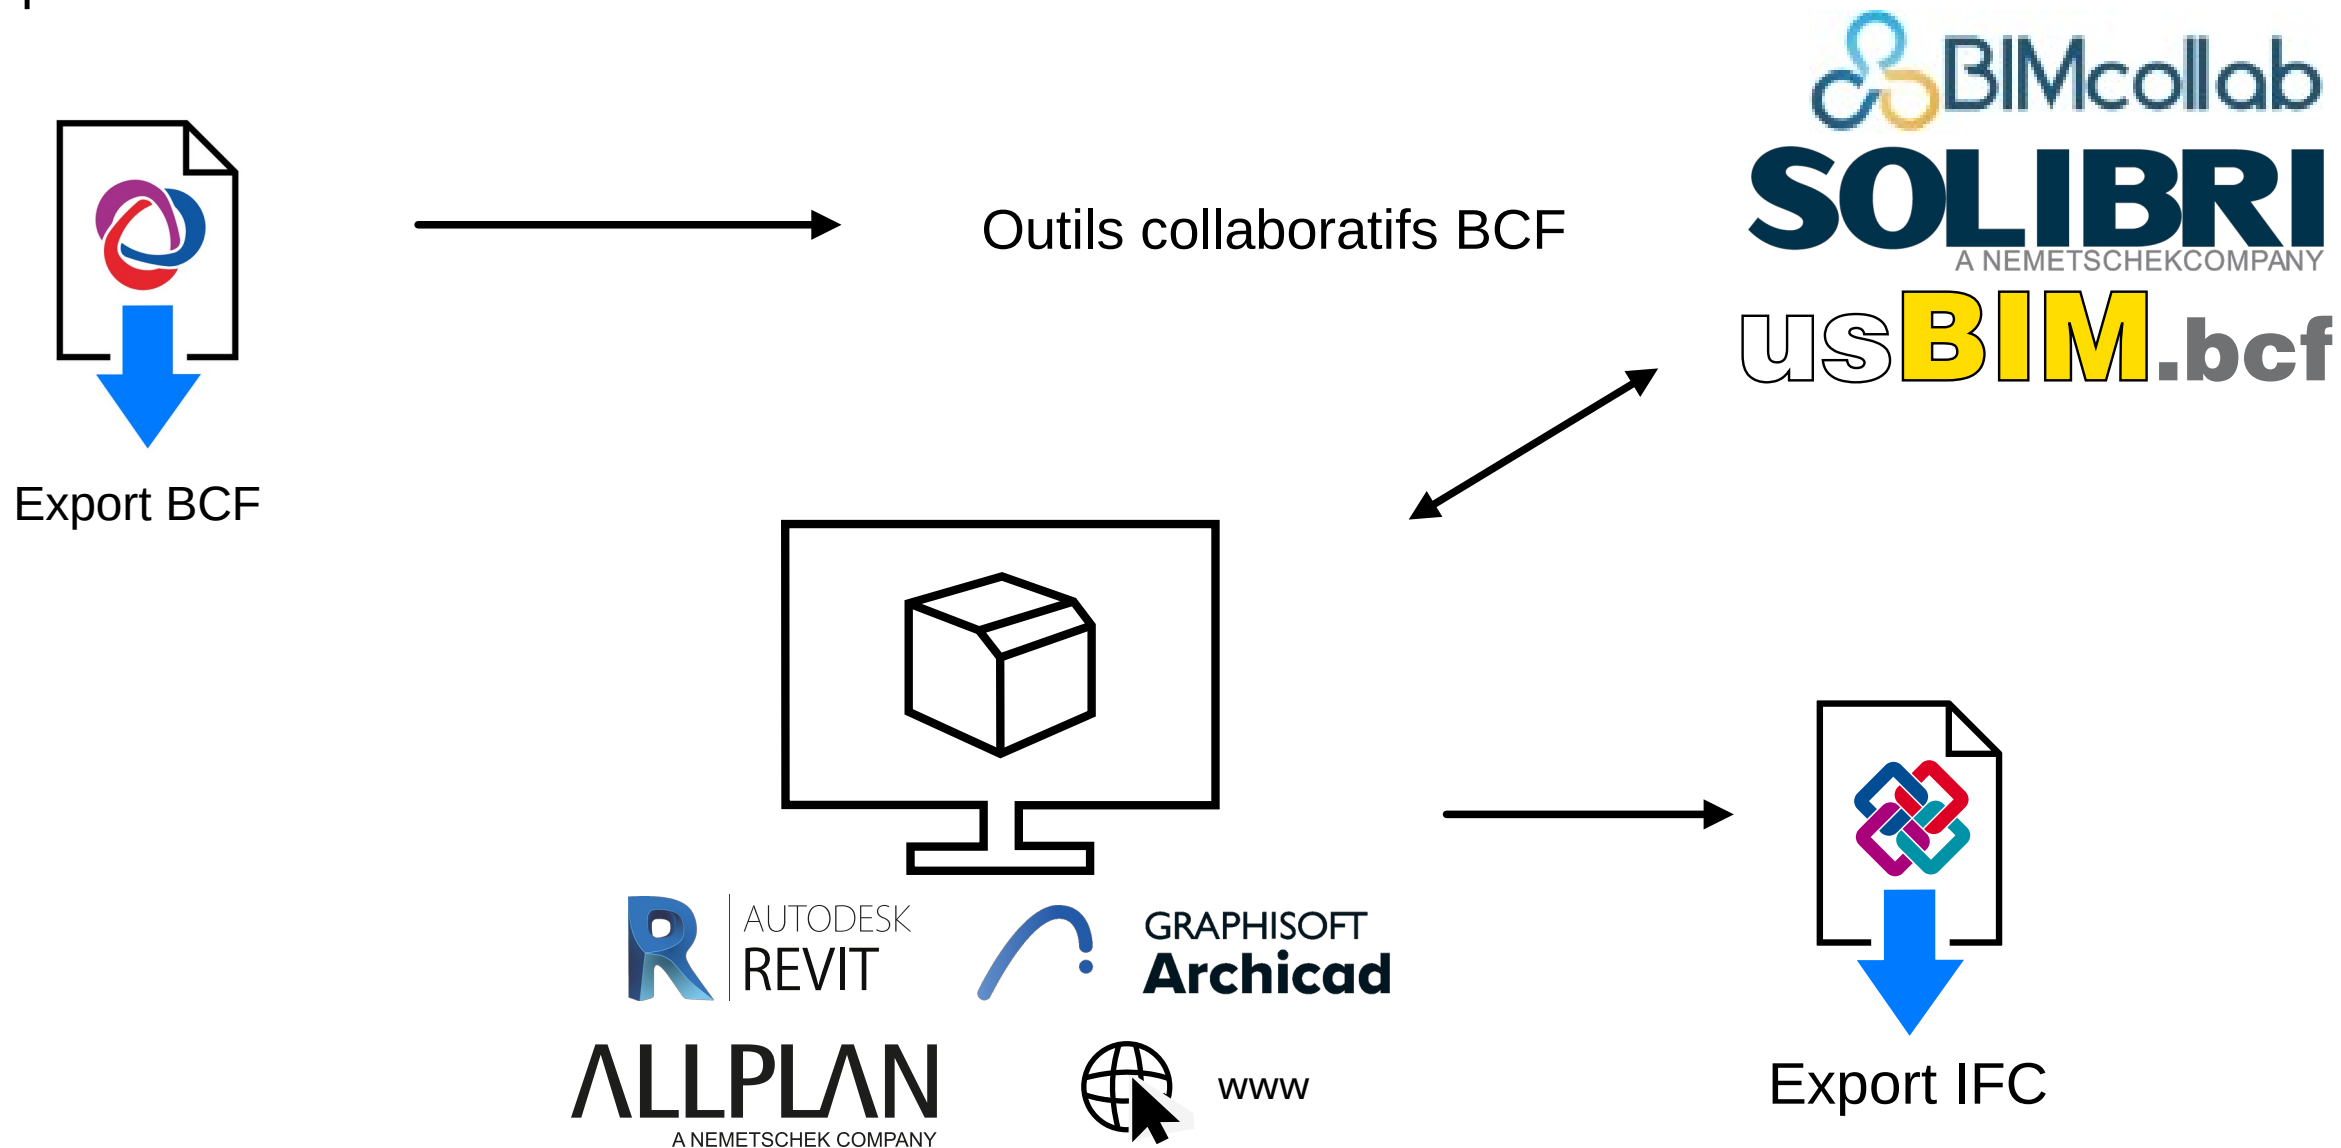 BIMcollab
SOLIBRI
A NEMETSCHEKCOMPANY
Outils collaboratifs BCF
usBIM.bcf
Export BCF
R
AUTODESK
REVIT
GRAPHISOFT
Archicad
ALLPLAN
A NEMETSCHEK COMPANY
www
Export IFC